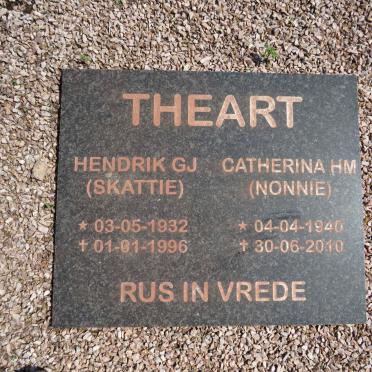 THEART
HENDRIK GJ CATHERINA HM
(SKATTIE) (NONNIE)
* 03-05-1932 * 04-04-1940
† 01-01-1996 † 30-06-2010
RUS IN VREDE